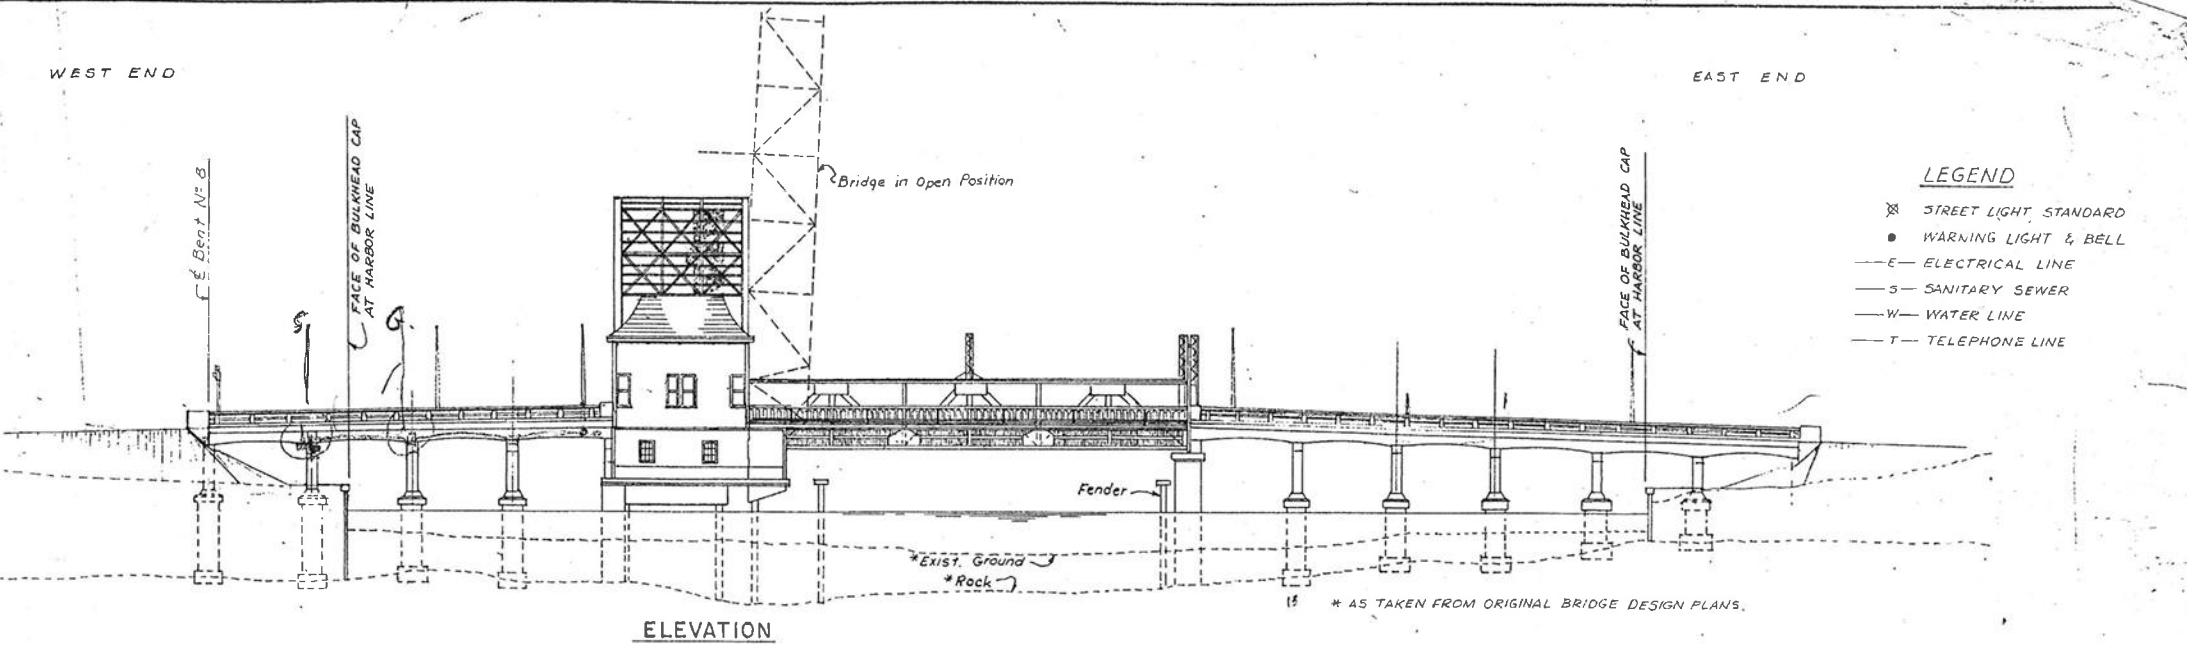 WEST END
EAST END
₵ Bent Nº 8
FACE OF BULKHEAD CAP
AT HARBOR LINE
Bridge in Open Position
FACE OF BULKHEAD CAP
AT HARBOR LINE
LEGEND
STREET LIGHT STANDARD
WARNING LIGHT & BELL
—E— ELECTRICAL LINE
—S— SANITARY SEWER
—W— WATER LINE
—T— TELEPHONE LINE
Fender
*Exist. Ground
*Rock
* AS TAKEN FROM ORIGINAL BRIDGE DESIGN PLANS.
ELEVATION